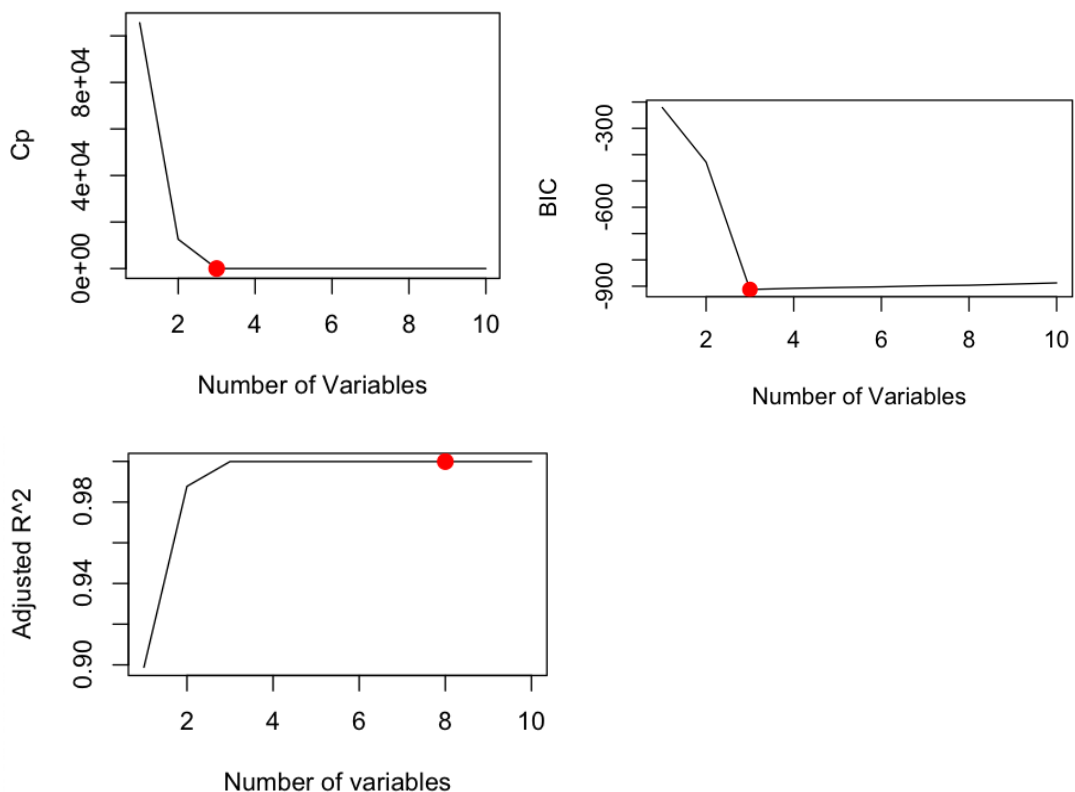 Cp
0e+00 4e+04 8e+04
2 4 6 8 10
Number of Variables
BIC
-900 -600 -300
2 4 6 8 10
Number of Variables
Adjusted R^2
0.90 0.94 0.98
2 4 6 8 10
Number of variables